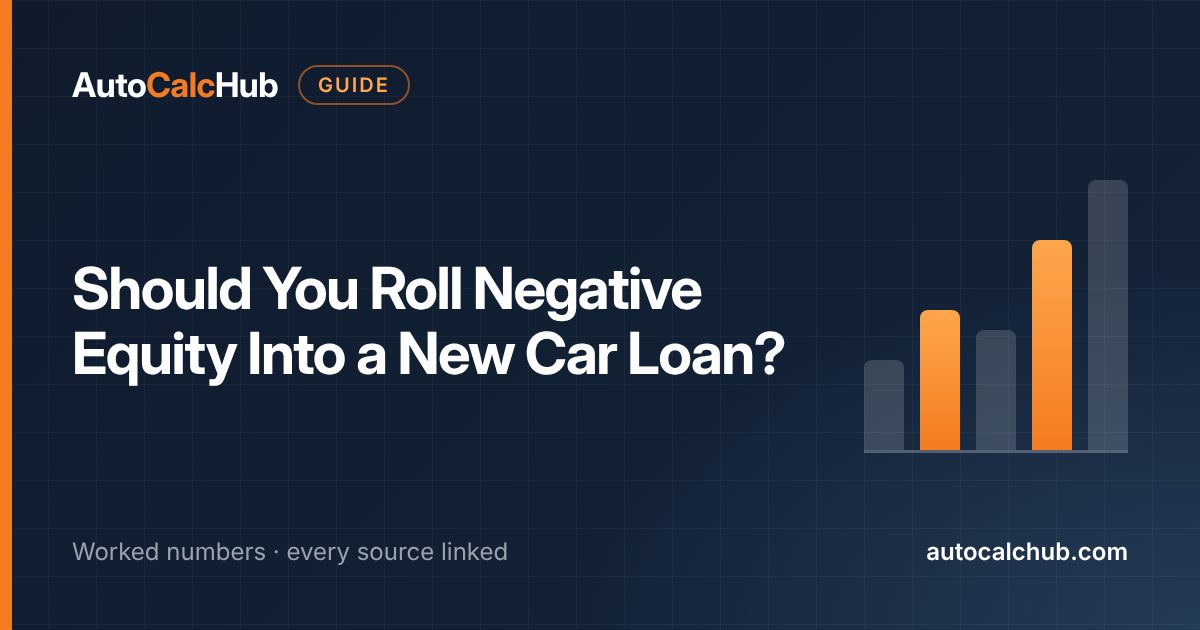 AutoCalcHub
GUIDE
Should You Roll Negative
Equity Into a New Car Loan?
Worked numbers · every source linked
autocalchub.com